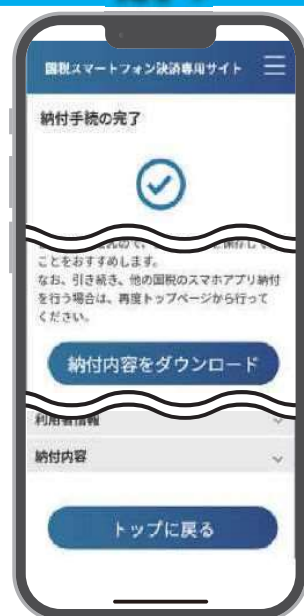 国税スマートフォン決済専用サイト
納付手続の完了
ことをおすすめします。
なお、引き続き、他の国税のスマホアプリ納付
を行う場合は、再度トップページから行って
ください。
納付内容をダウンロード
利用者情報
納付内容
トップに戻る